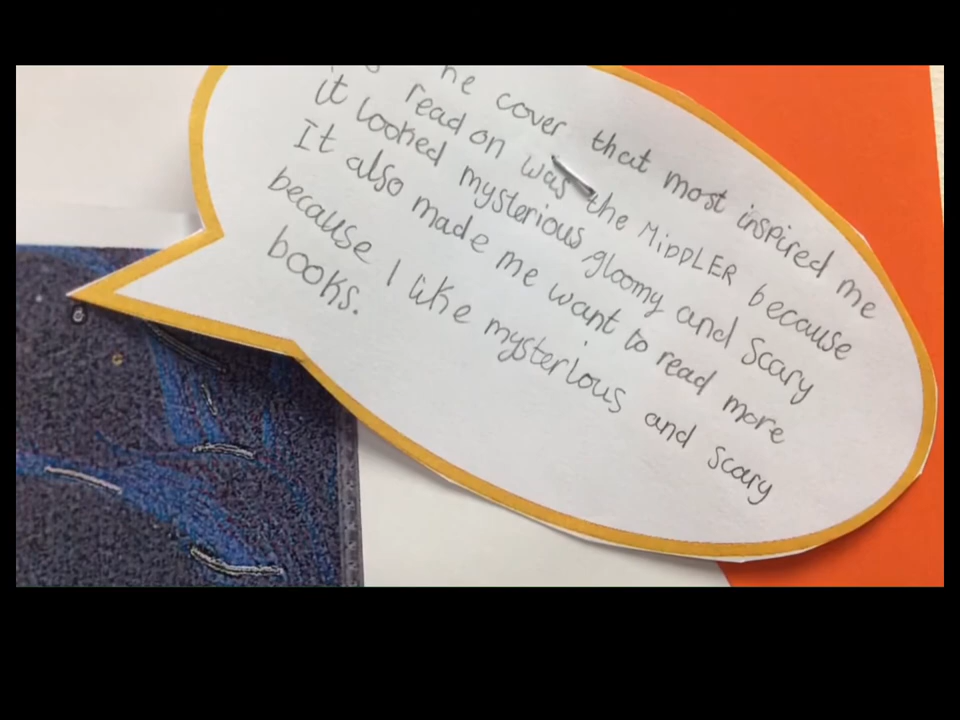 he cover that most inspired me
read on was the MiDDLER because
it looked mysterious gloomy and scary
It also made me want to read more
because I like mysterious and scary
books.